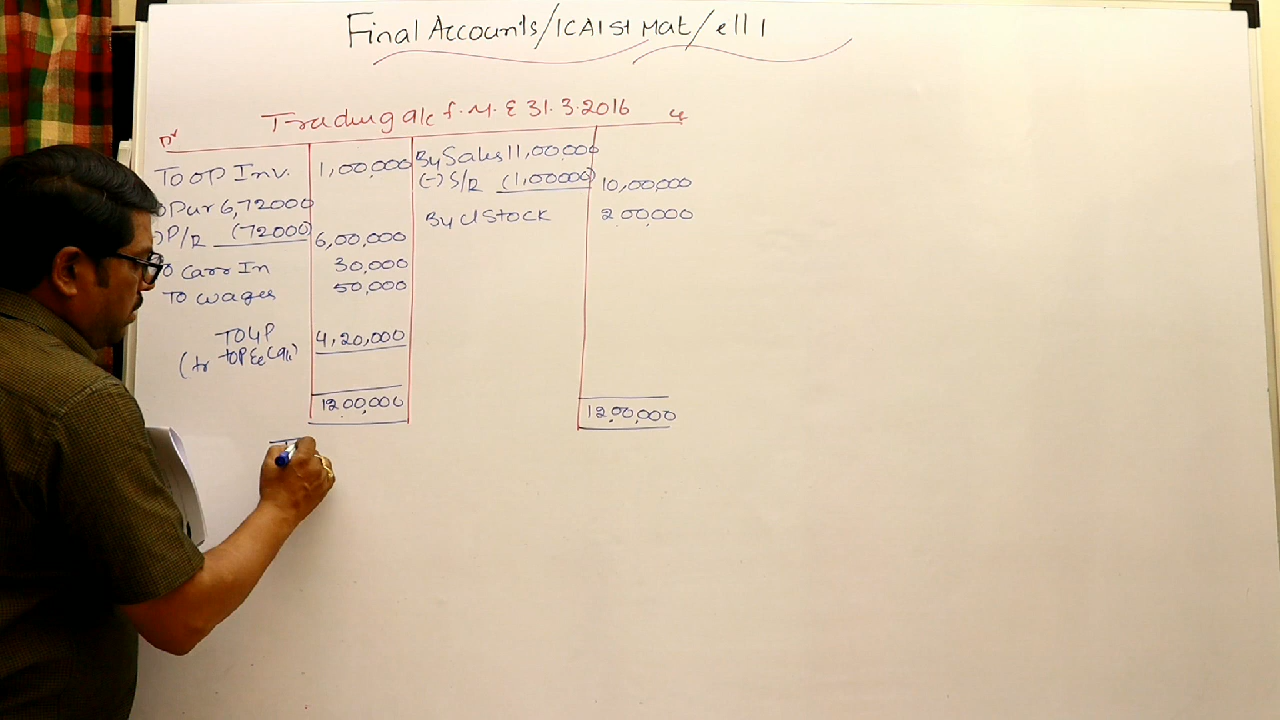 Final Accounts/ICAI St Mat/ell 1
Trading a/c f.Y.E 31.3.2016
Dr
Cr
To OP Inv. 1,00,000 By Sales 11,00,000
(-) S/R (1,00000) 10,00,000
o Pur 6,72000
By Cl Stock 2,00,000
) P/R (72000) 6,00,000
To Carr In 30,000
To wages 50,000
To GP 4,20,000
(tr to P&L a/c)
12,00,000 12,00,000